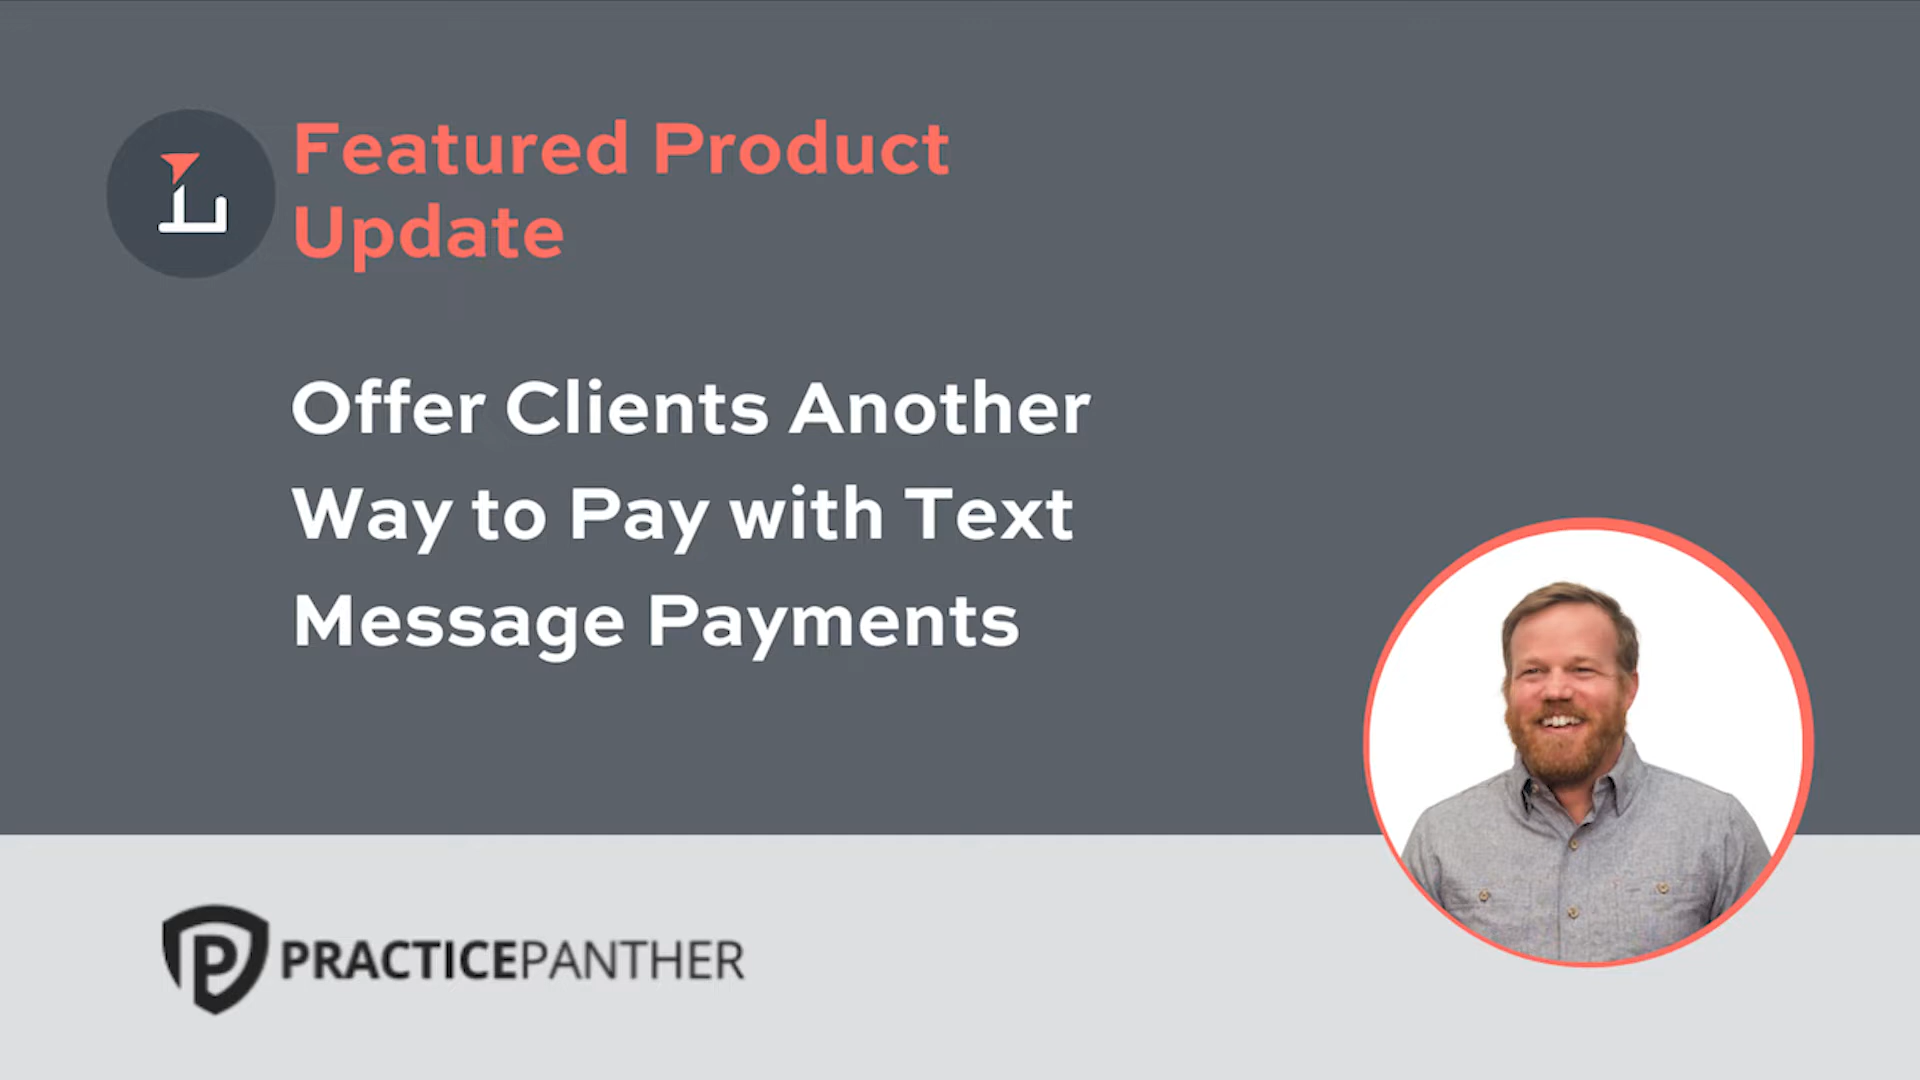 Featured Product
Update
Offer Clients Another
Way to Pay with Text
Message Payments
PRACTICEPANTHER